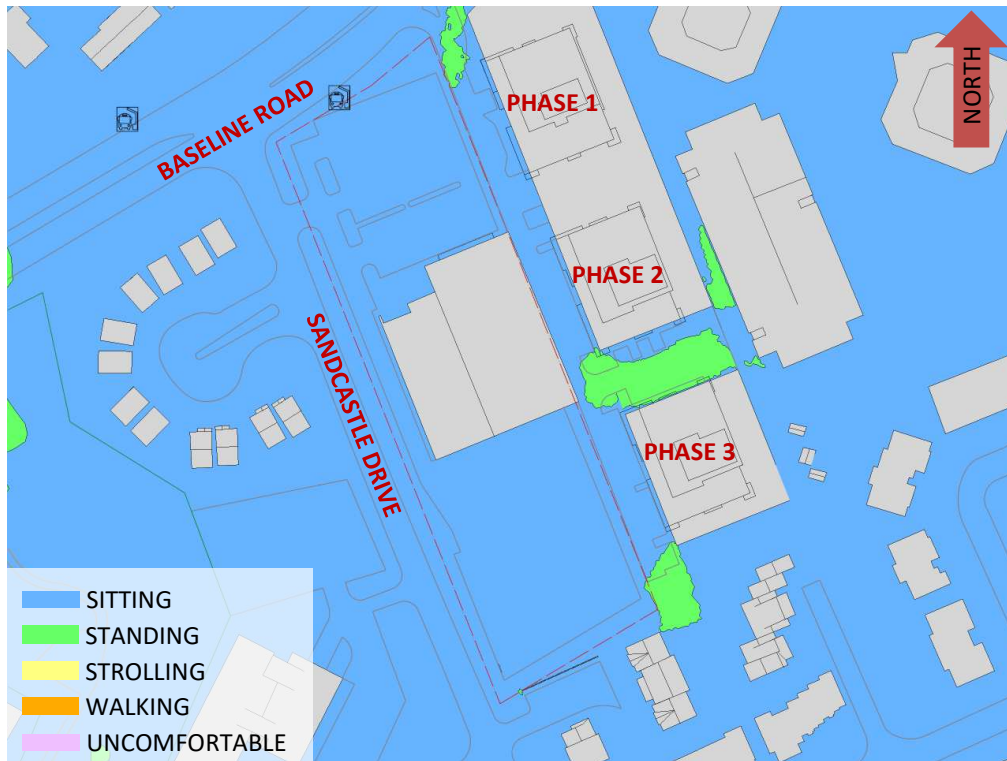 NORTH
PHASE 1
BASELINE ROAD
PHASE 2
SANDCASTLE DRIVE
PHASE 3
SITTING
STANDING
STROLLING
WALKING
UNCOMFORTABLE